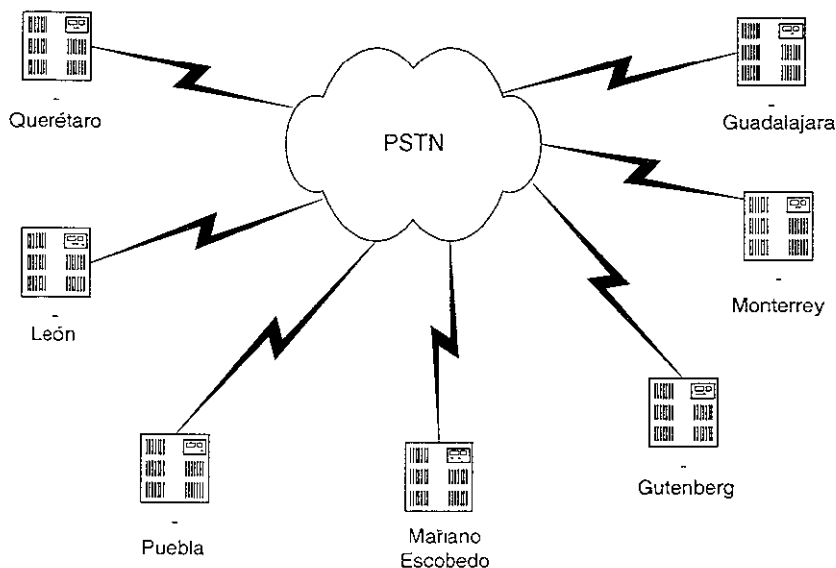 Querétaro
PSTN
Guadalajara
León
Monterrey
Puebla
Mariano
Escobedo
Gutenberg